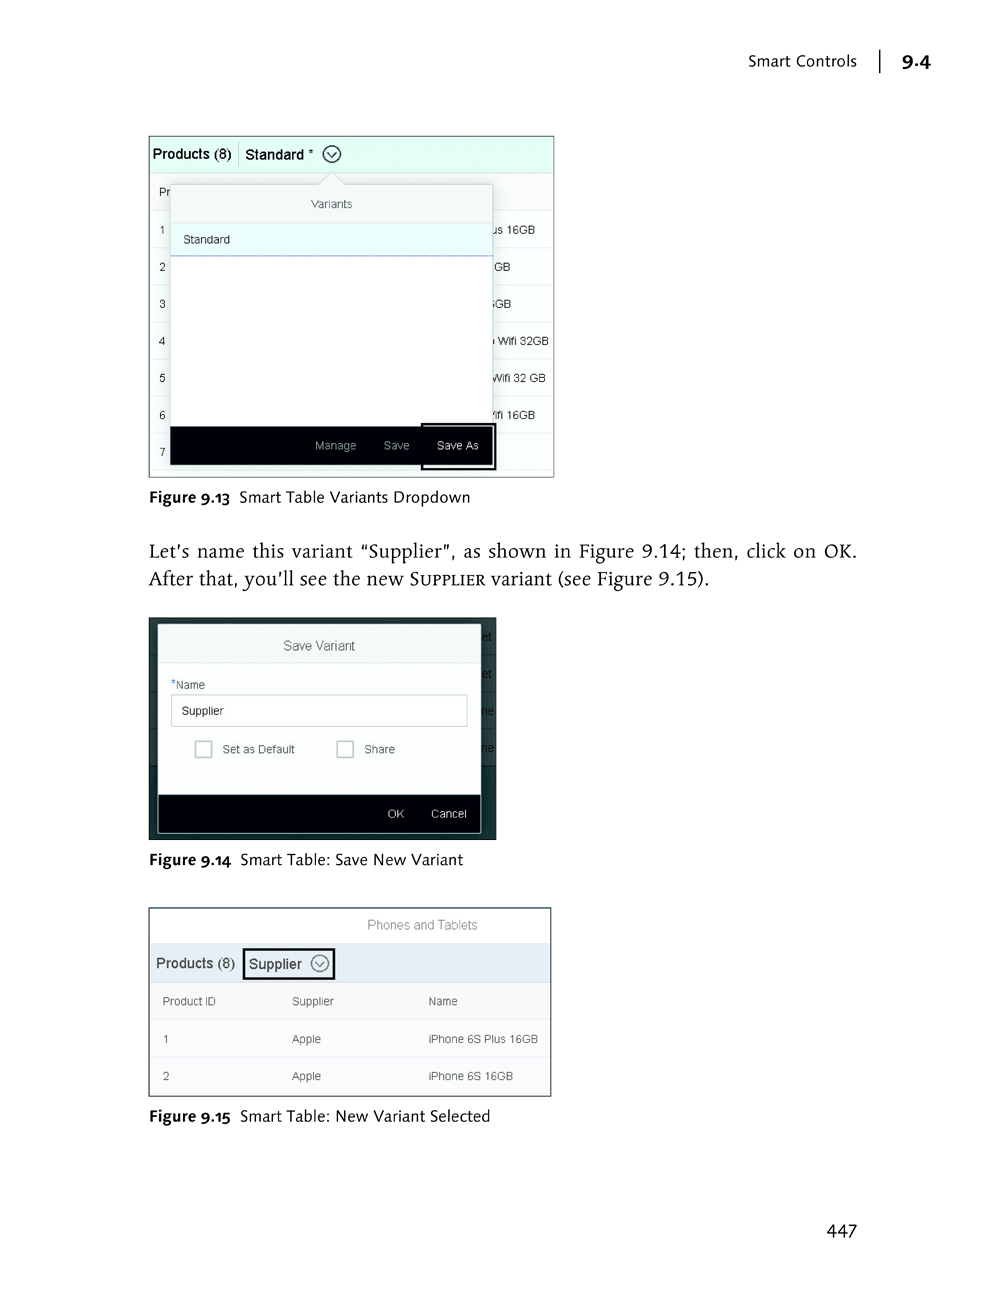 Smart Controls | 9.4
Products (8) Standard *
Pr
Variants
1 us 16GB
Standard
2 GB
3 GB
4 Wifi 32GB
5 Wifi 32 GB
6 ifi 16GB
7 Manage Save Save As
Figure 9.13 Smart Table Variants Dropdown
Let’s name this variant “Supplier”, as shown in Figure 9.14; then, click on OK.
After that, you’ll see the new SUPPLIER variant (see Figure 9.15).
Save Variant
et
*Name
et
Supplier
ne
Set as Default Share
ne
OK Cancel
Figure 9.14 Smart Table: Save New Variant
Phones and Tablets
Products (8) Supplier
Product ID Supplier Name
1 Apple iPhone 6S Plus 16GB
2 Apple iPhone 6S 16GB
Figure 9.15 Smart Table: New Variant Selected
447